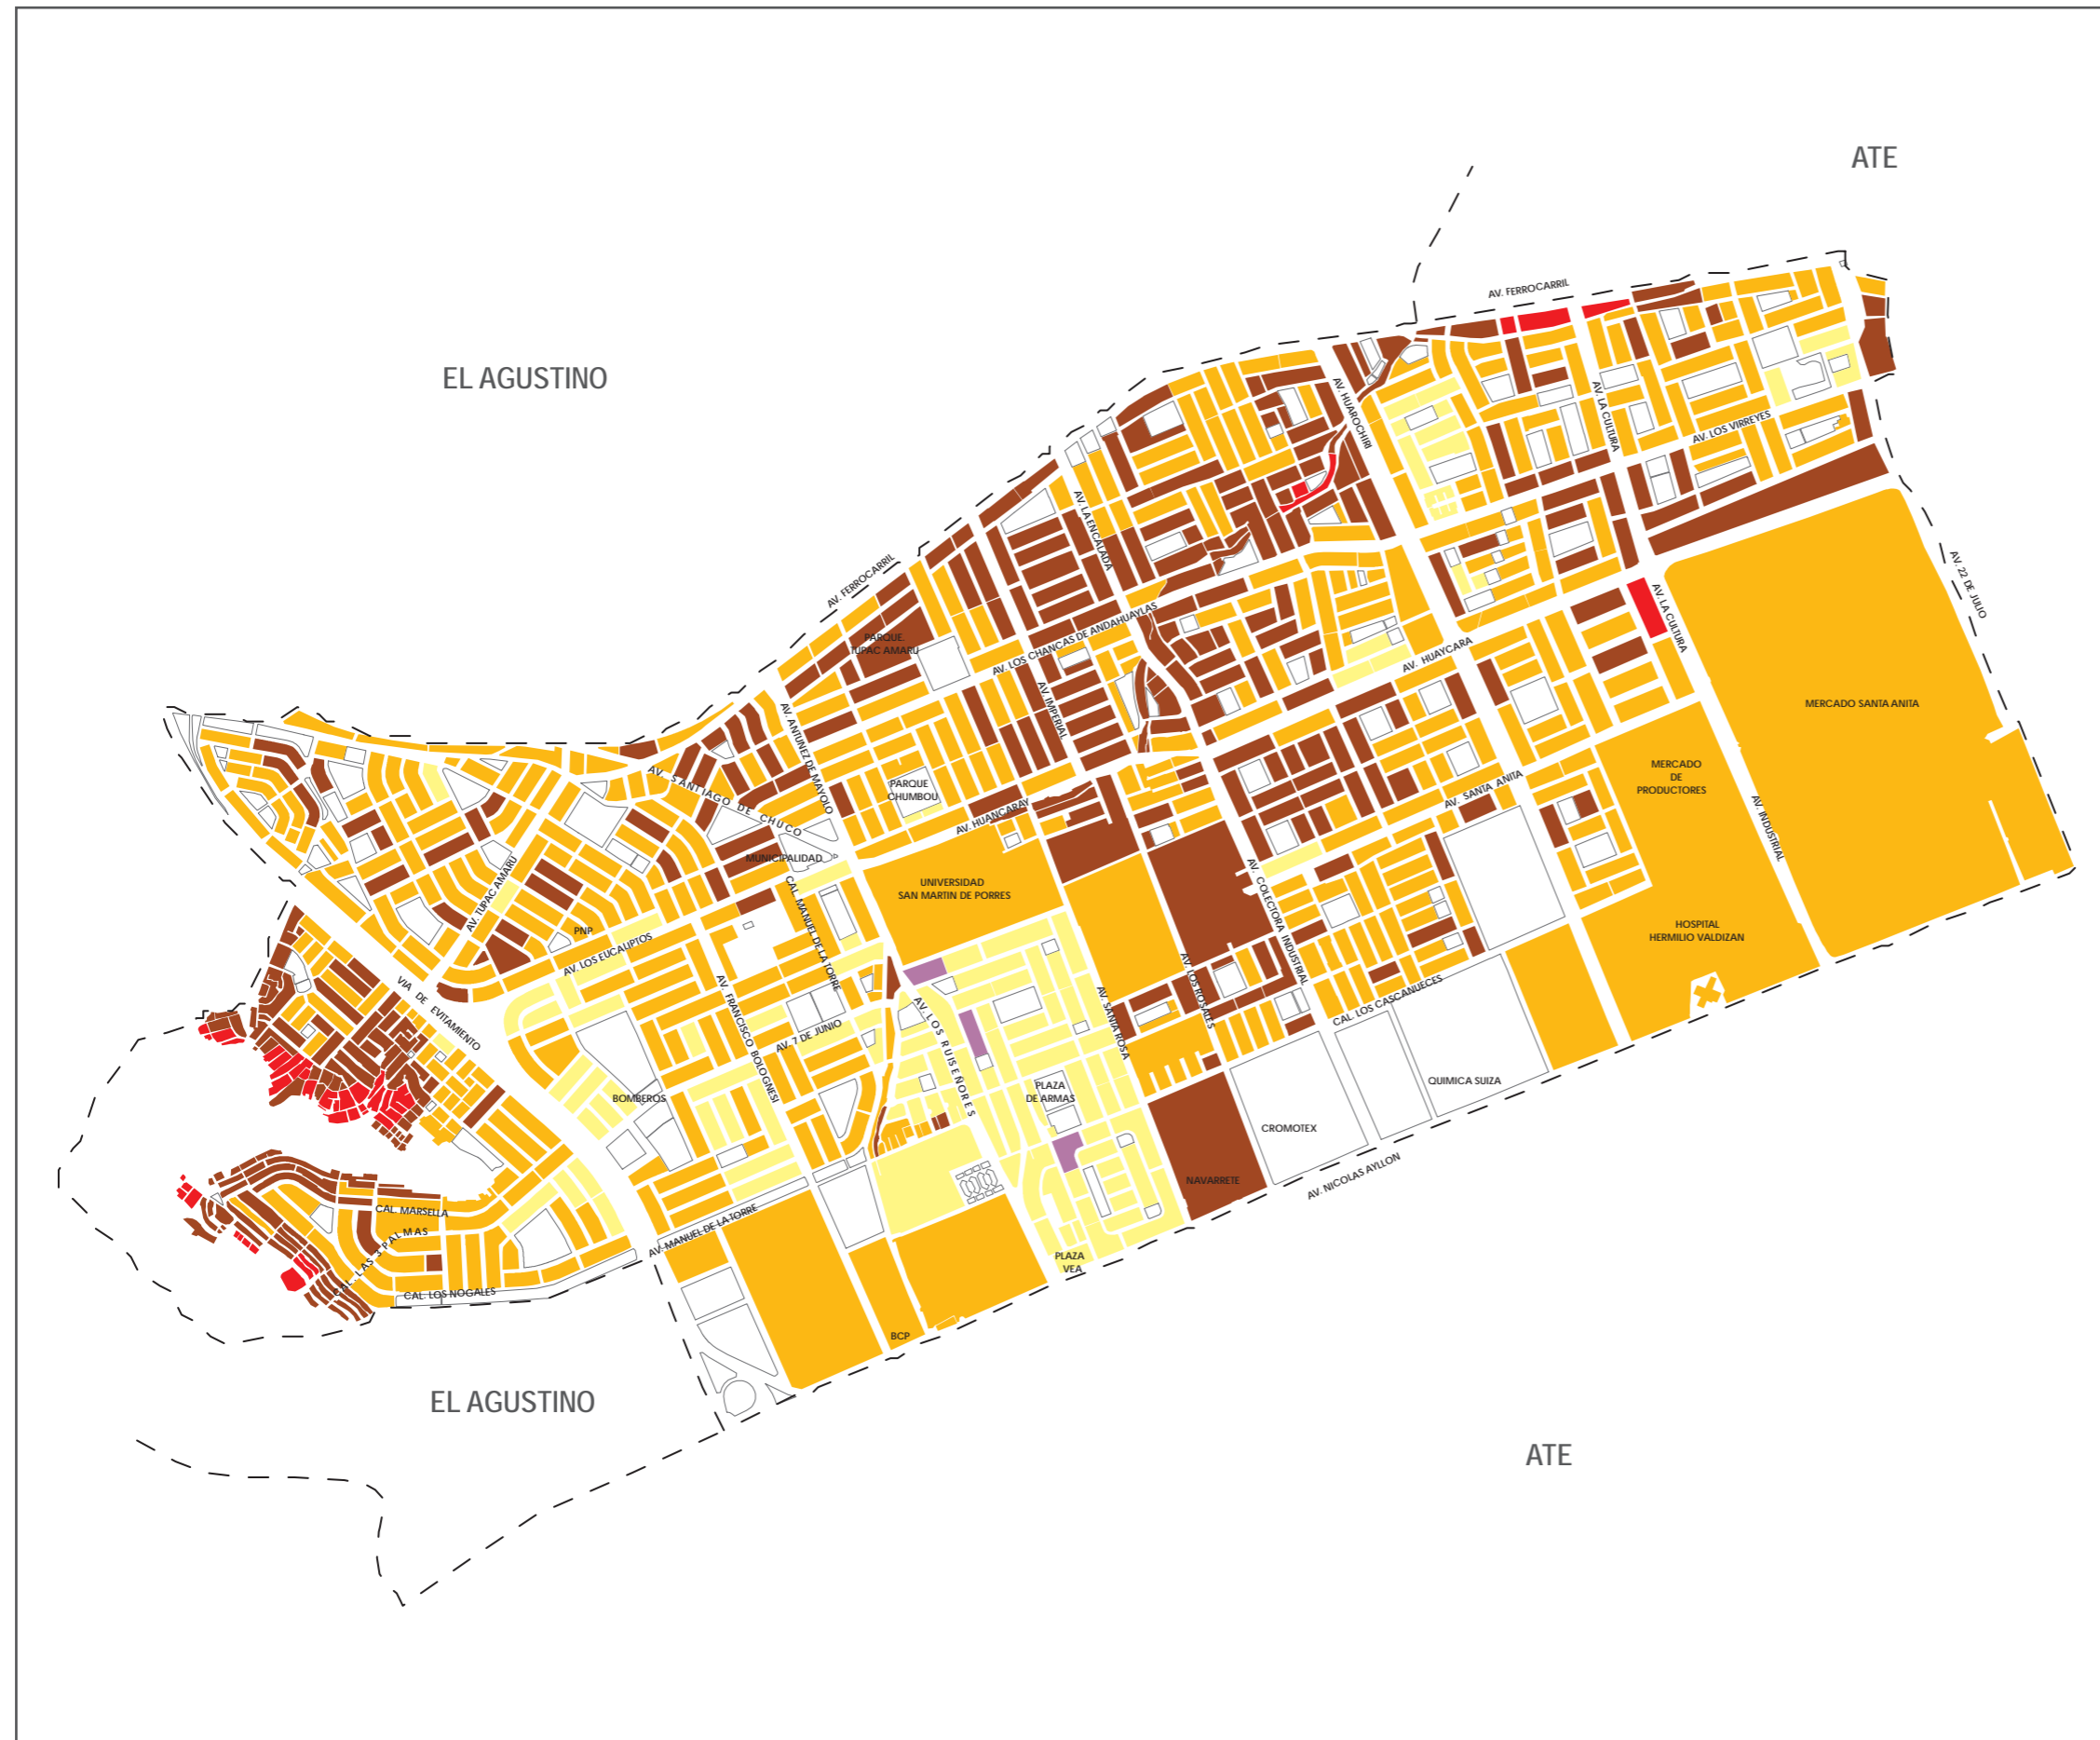 ATE
AV. FERROCARRIL
EL AGUSTINO
AV. HUAROCHIRI
AV. LA CULTURA
AV. LOS VIRREYES
AV. LA ENCALADA
AV. FERROCARRIL
AV. 22 DE JULIO
AV. LA CULTURA
PARQUE
TUPAC AMARU
AV. LOS CHANCAS DE ANDAHUAYLAS
AV. HUAYCARA
AV. IMPERIAL
MERCADO SANTA ANITA
AV. ANTUNEZ DE MAYOLO
AV. SANTIAGO DE CHUCO
PARQUE
CHUMBOU
MERCADO
DE
PRODUCTORES
AV. SANTA ANITA
AV. HUANCARAY
AV. INDUSTRIAL
MUNICIPALIDAD
AV. TUPAC AMARU
UNIVERSIDAD
SAN MARTIN DE PORRES
CAL. MANUEL DE LA TORRE
AV. COLECTORA INDUSTRIAL
PNP
AV. LOS EUCALIPTOS
HOSPITAL
HERMILIO VALDIZAN
VIA DE EVITAMIENTO
AV. FRANCISCO BOLOGNESI
AV. LOS ROSALES
AV. SANTA ROSA
CAL. LOS CASCANUECES
AV. LOS RUISEÑORES
AV. 7 DE JUNIO
BOMBEROS
PLAZA
DE ARMAS
QUIMICA SUIZA
CROMOTEX
NAVARRETE
AV. NICOLAS AYLLON
CAL. MARSELLA
CAL. LAS 3 PALMAS
AV. MANUEL DE LA TORRE
PLAZA
VEA
CAL. LOS NOGALES
BCP
EL AGUSTINO
ATE